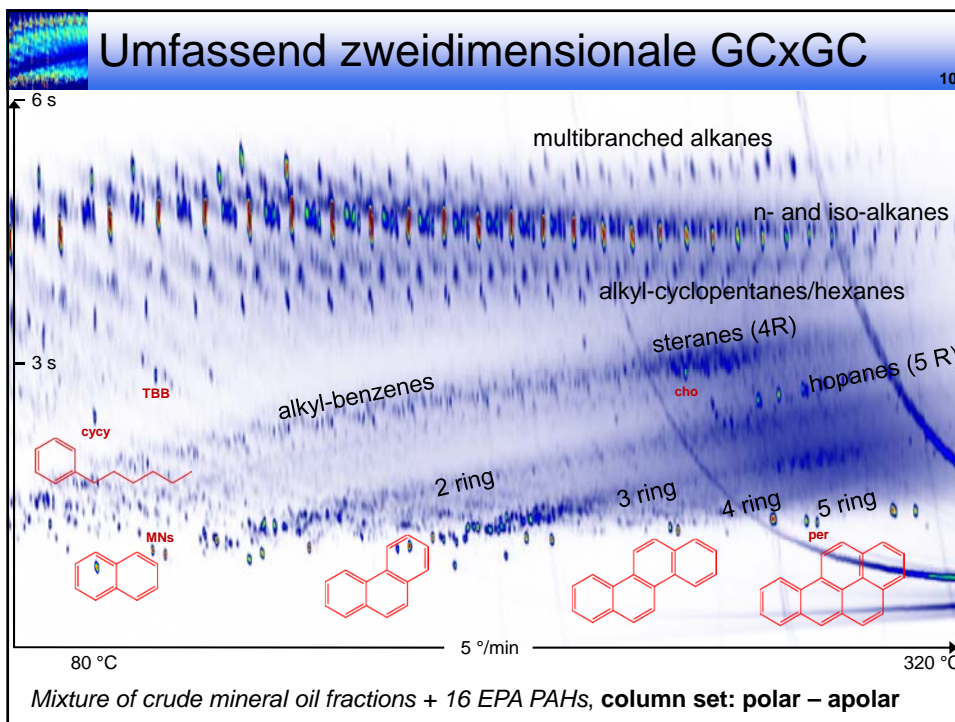 Umfassend zweidimensionale GCxGC
10
6 s
multibranched alkanes
n- and iso-alkanes
alkyl-cyclopentanes/hexanes
steranes (4R)
3 s
hopanes (5 R)
alkyl-benzenes
TBB
cho
cycy
2 ring
3 ring
4 ring
5 ring
MNs
per
5 °/min
80 °C
320 °C
Mixture of crude mineral oil fractions + 16 EPA PAHs, column set: polar – apolar